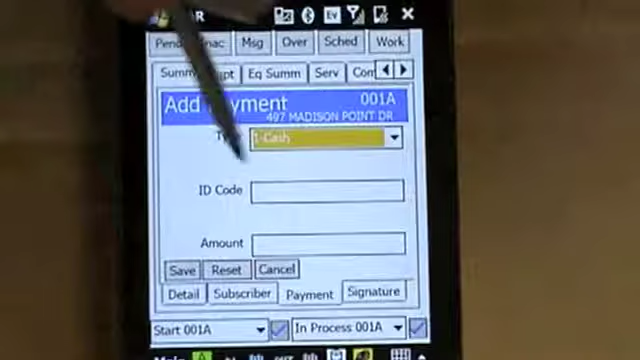 Ev
Msg Over Sched Work
Eq Summ Serv
Add 001A
497 MADISON POINT DR
1-Cash
ID Code
Amount
Save Reset Cancel
Detail Subscriber Payment Signature
Start 001A In Process 001A